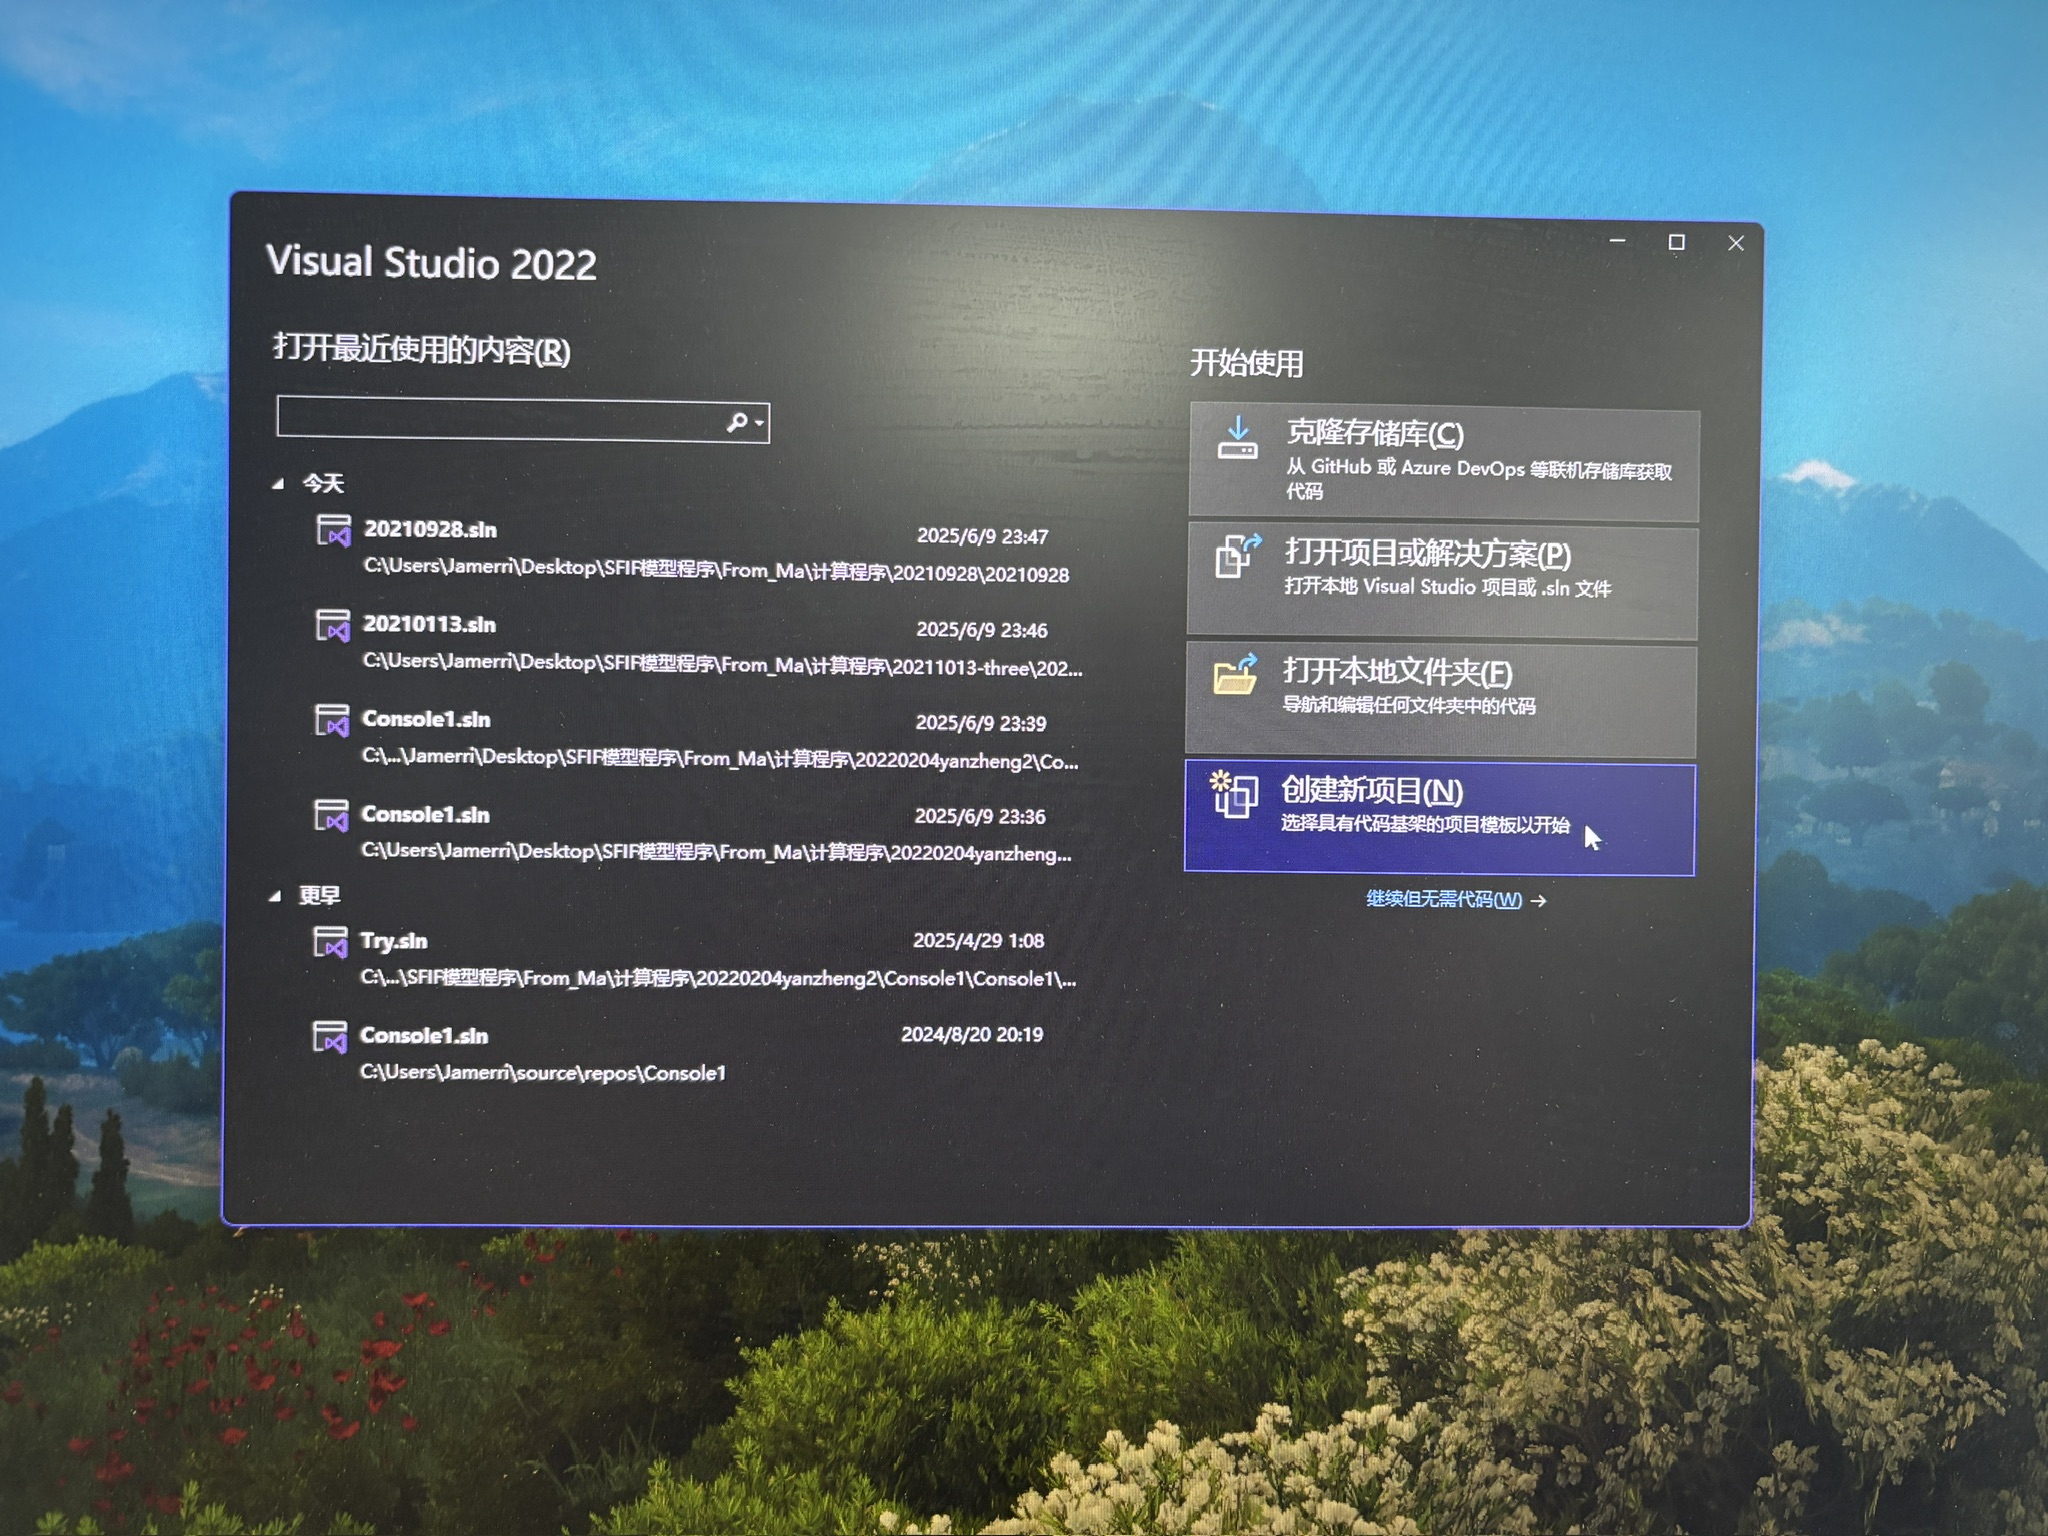 Visual Studio 2022
打开最近使用的内容(R)
今天
20210928.sln
2025/6/9 23:47
C:\Users\Jamerri\Desktop\SFIF模型程序\From_Ma\计算程序\20210928\20210928
20210113.sln
2025/6/9 23:46
C:\Users\Jamerri\Desktop\SFIF模型程序\From_Ma\计算程序\20211013-three\202...
Console1.sln
2025/6/9 23:39
C:\...\Jamerri\Desktop\SFIF模型程序\From_Ma\计算程序\20220204yanzheng2\Co...
Console1.sln
2025/6/9 23:36
C:\Users\Jamerri\Desktop\SFIF模型程序\From_Ma\计算程序\20220204yanzheng...
更早
Try.sln
2025/4/29 1:08
C:\...\SFIF模型程序\From_Ma\计算程序\20220204yanzheng2\Console1\Console1\...
Console1.sln
2024/8/20 20:19
C:\Users\Jamerri\source\repos\Console1
开始使用
克隆存储库(C)
从 GitHub 或 Azure DevOps 等联机存储库获取
代码
打开项目或解决方案(P)
打开本地 Visual Studio 项目或 .sln 文件
打开本地文件夹(F)
导航和编辑任何文件夹中的代码
创建新项目(N)
选择具有代码基架的项目模板以开始
继续但无需代码(W) →